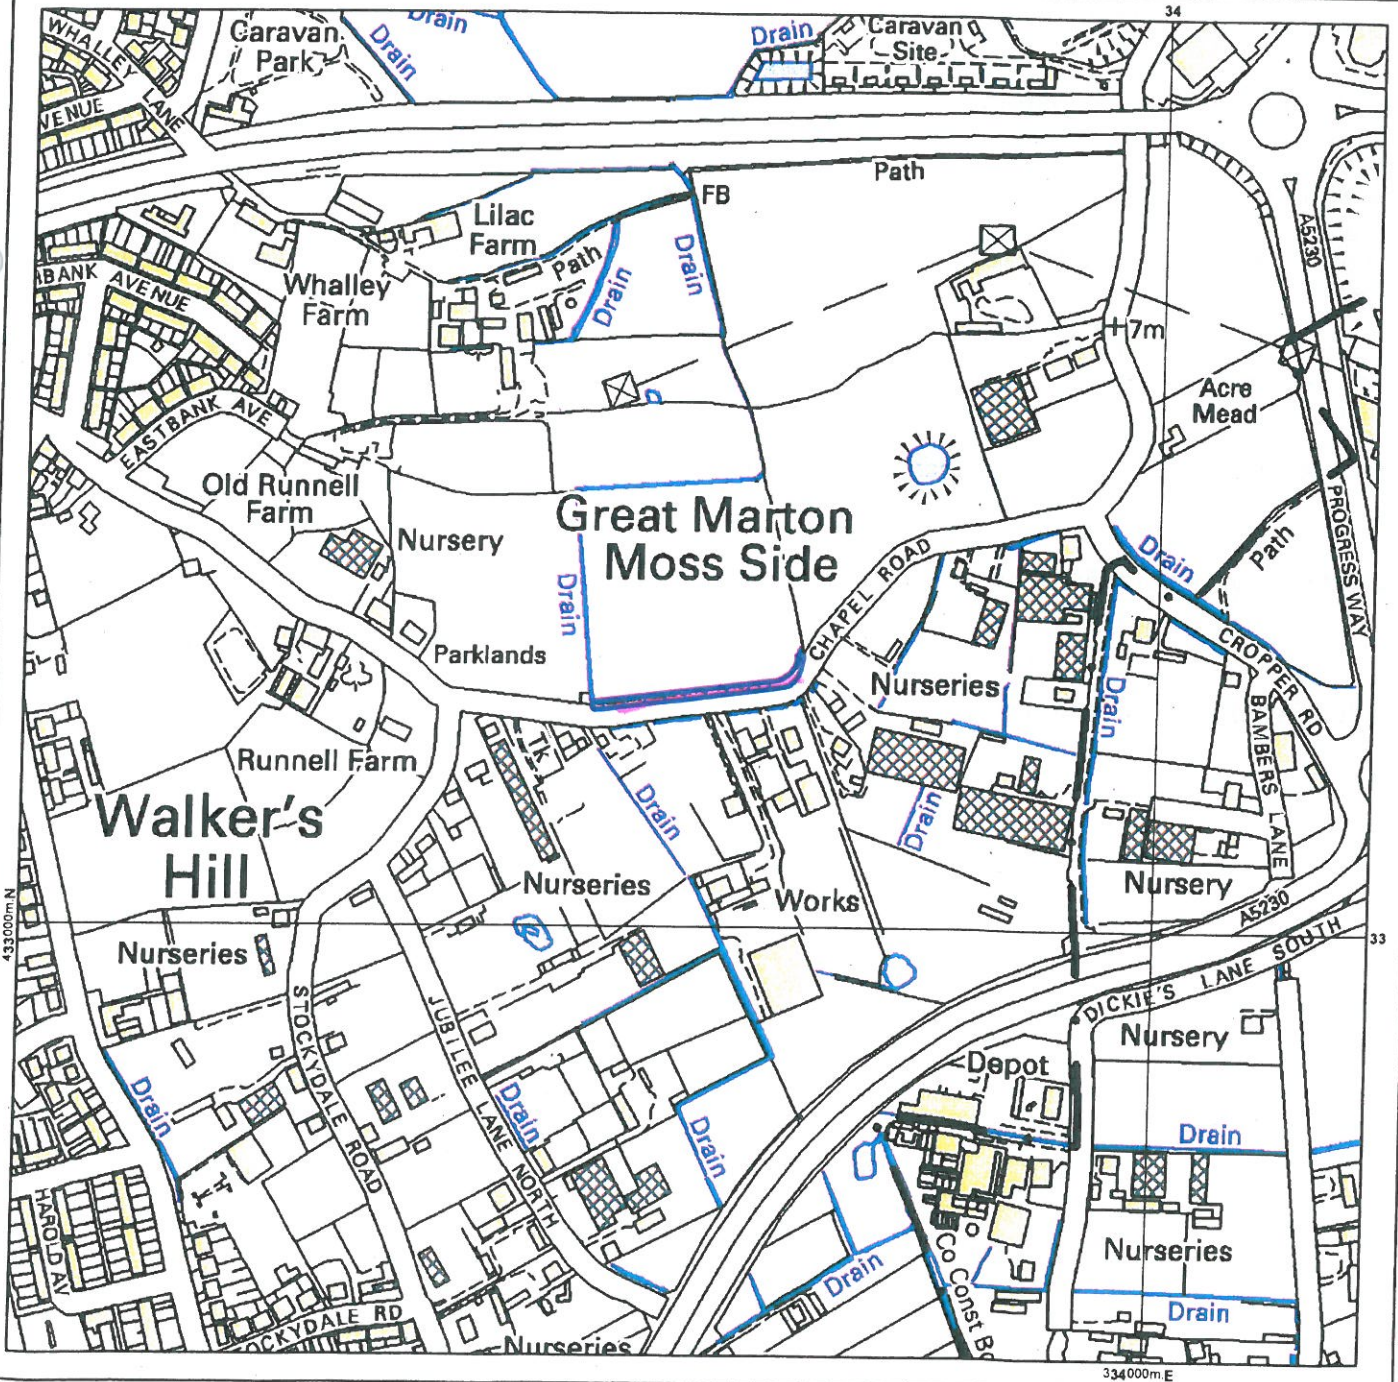 34
WHALLEY
Caravan
Park
Drain
Drain
Drain
Caravan
Site
LANE
Path
FB
Lilac
Farm
Path
Drain
Drain
A5230
BANK AVENUE
Whalley
Farm
7m
Acre
Mead
EASTBANK AVE
Old Runnell
Farm
Nursery
Great Marton
Moss Side
CHAPEL ROAD
Drain
Path
PROGRESS WAY
Drain
Parklands
Nurseries
CROPPER RD
Drain
BAMBERS LANE
Runnell Farm
Tk
Drain
Drain
Walker's
Hill
Nurseries
Works
Nursery
A5230
433000m.N
33
Nurseries
DICKIE'S LANE SOUTH
STOCKYDALE ROAD
JUBILEE LANE NORTH
Nursery
Depot
Drain
Drain
Drain
Drain
HAROLD AV
Nurseries
Co Const Bo
Drain
Drain
OCKYDALE RD
Nurseries
334000m.E